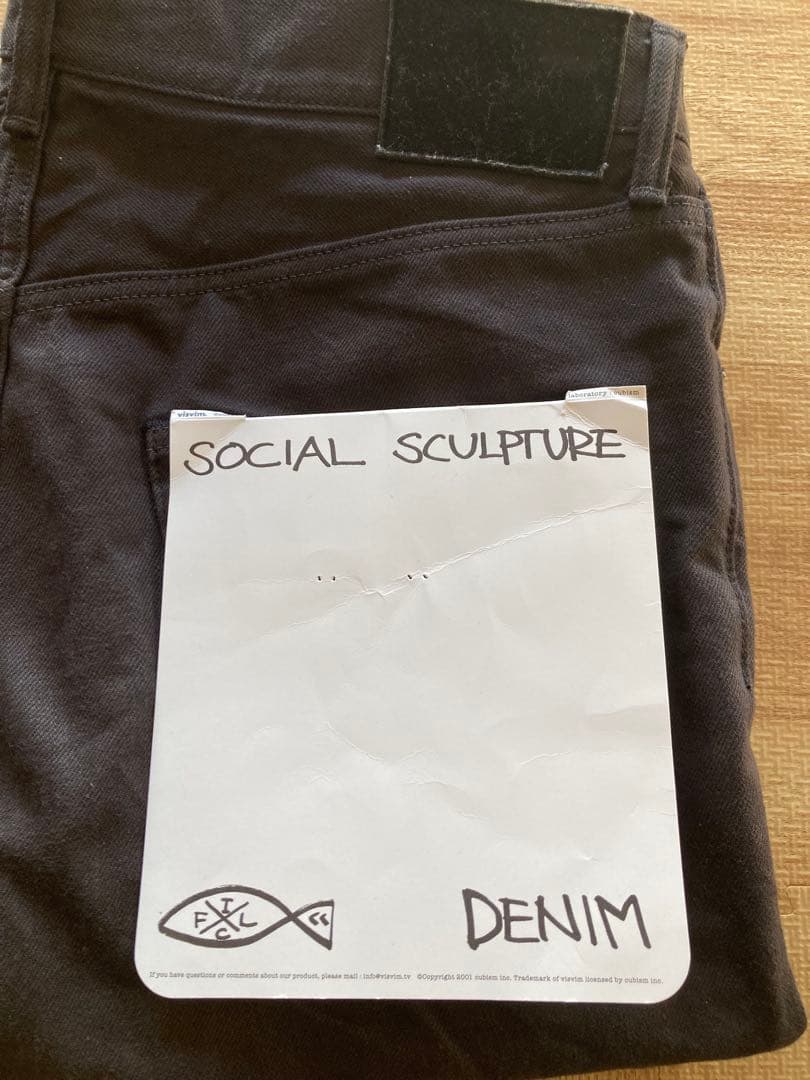 visvim.
laboratory : cubism
SOCIAL SCULPTURE
F I L C
DENIM
If you have questions or comments about our product, please mail : info@visvim.tv ©Copyright 2001 cubism inc. Trademark of visvim licensed by cubism inc.